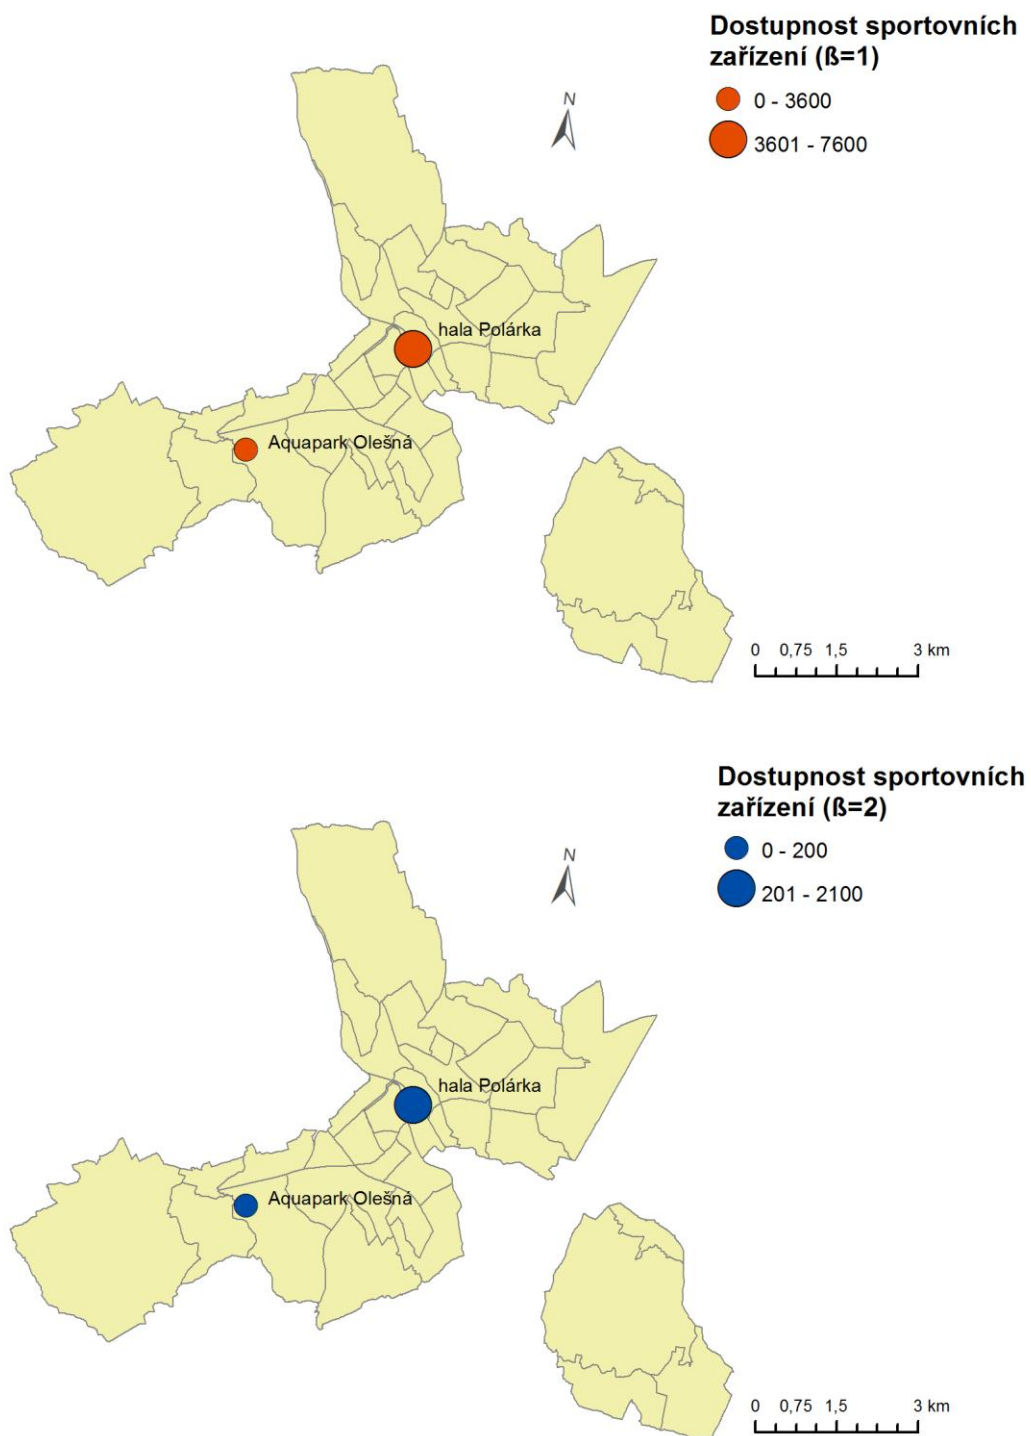 Dostupnost sportovních
zařízení (ß=1)
0 - 3600
3601 - 7600
N
hala Polárka
Aquapark Olešná
0 0,75 1,5 3 km
Dostupnost sportovních
zařízení (ß=2)
0 - 200
201 - 2100
N
hala Polárka
Aquapark Olešná
0 0,75 1,5 3 km